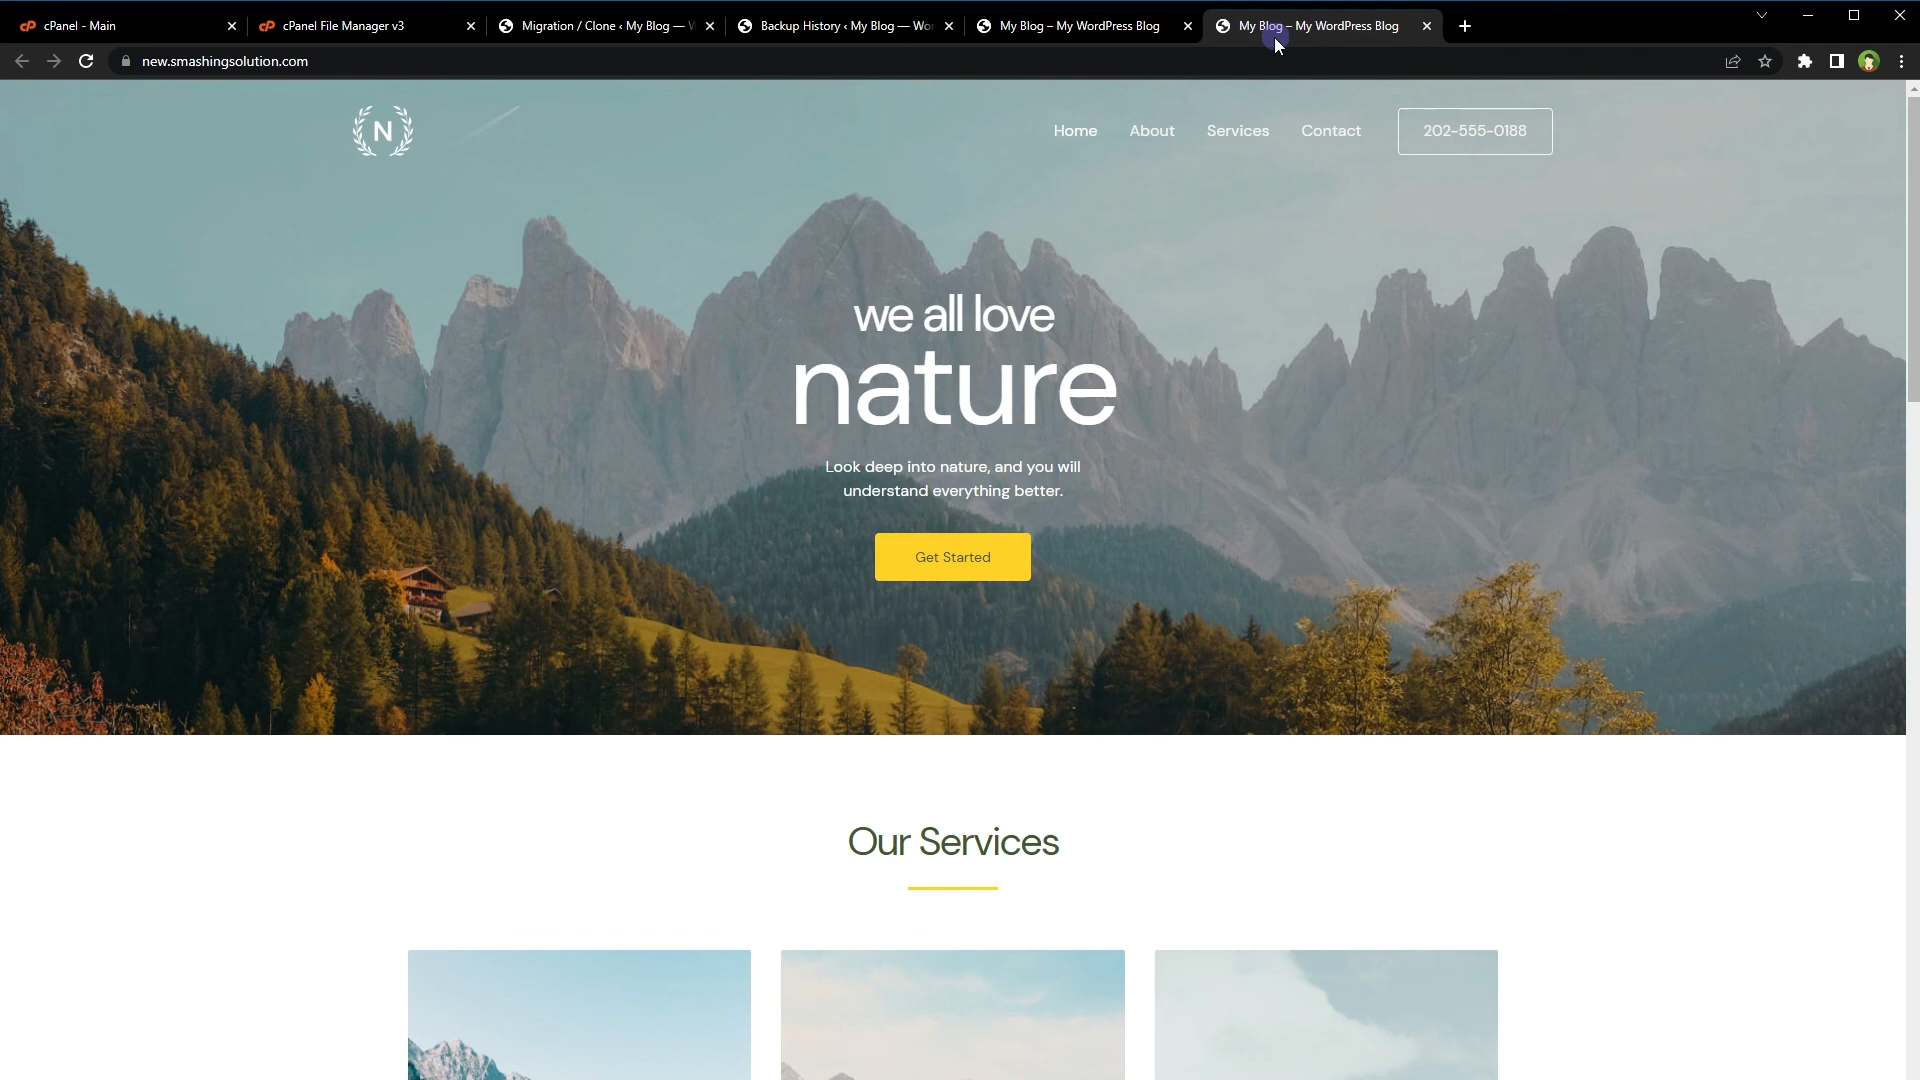 cPanel - Main
cPanel File Manager v3
Migration / Clone ‹ My Blog — W
Backup History ‹ My Blog — Wor
My Blog – My WordPress Blog
My Blog – My WordPress Blog
new.smashingsolution.com
N
Home
About
Services
Contact
202-555-0188
we all love
nature
Look deep into nature, and you will
understand everything better.
Get Started
Our Services